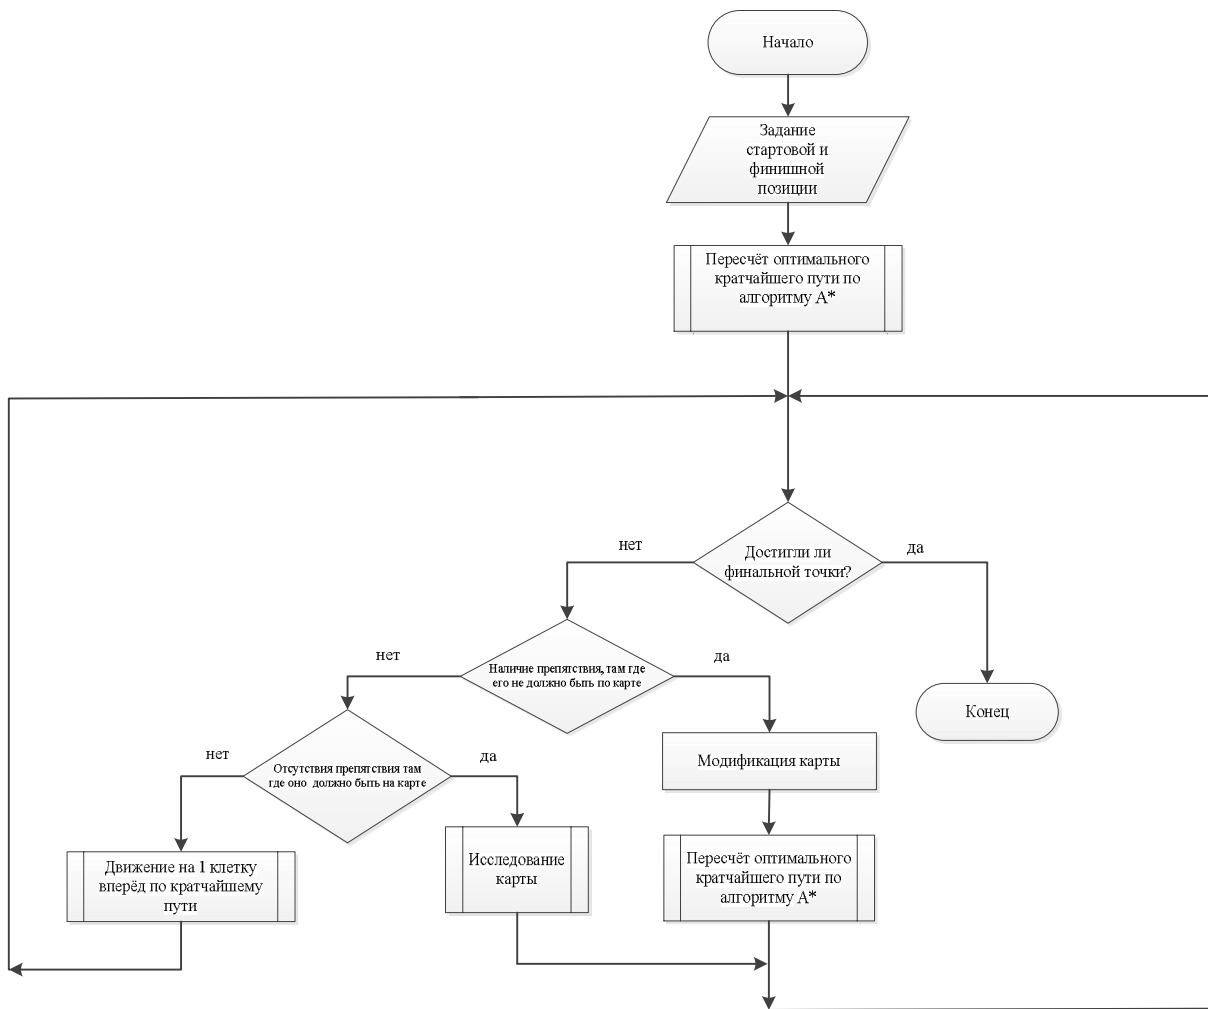 Начало
Задание
стартовой и
финишной
позиции
Пересчёт оптимального
кратчайшего пути по
алгоритму А*
нет
Достигли ли
финальной точки?
да
нет
Наличие препятствия, там где
его не должно быть по карте
да
Конец
нет
Отсутствия препятствия там
где оно должно быть на карте
да
Модификация карты
Движение на 1 клетку
вперёд по кратчайшему
пути
Исследование
карты
Пересчёт оптимального
кратчайшего пути по
алгоритму А*